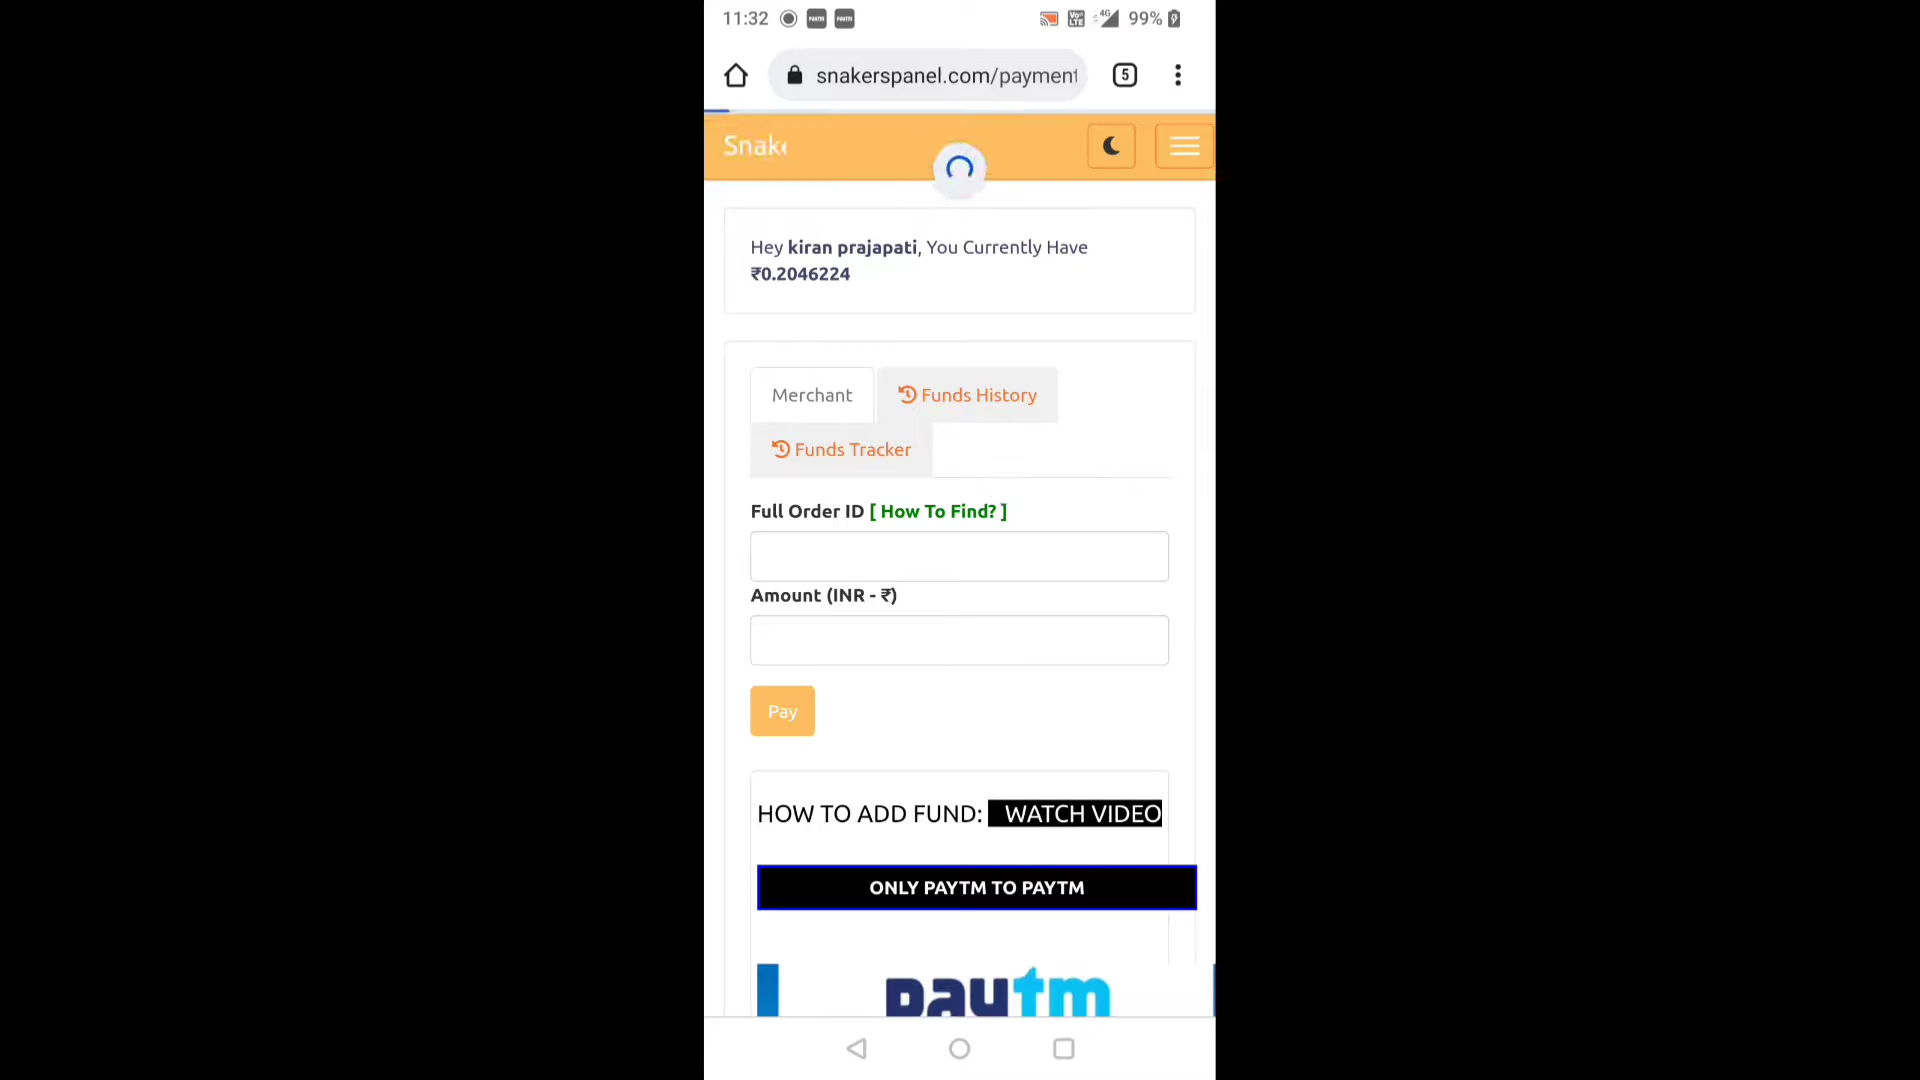 11:32
99%
4G
snakerspanel.com/payment
5
Snake
Hey kiran prajapati, You Currently Have
₹0.2046224
Merchant
Funds History
Funds Tracker
Full Order ID [ How To Find? ]
Amount (INR - ₹)
Pay
HOW TO ADD FUND: WATCH VIDEO
ONLY PAYTM TO PAYTM
paytm